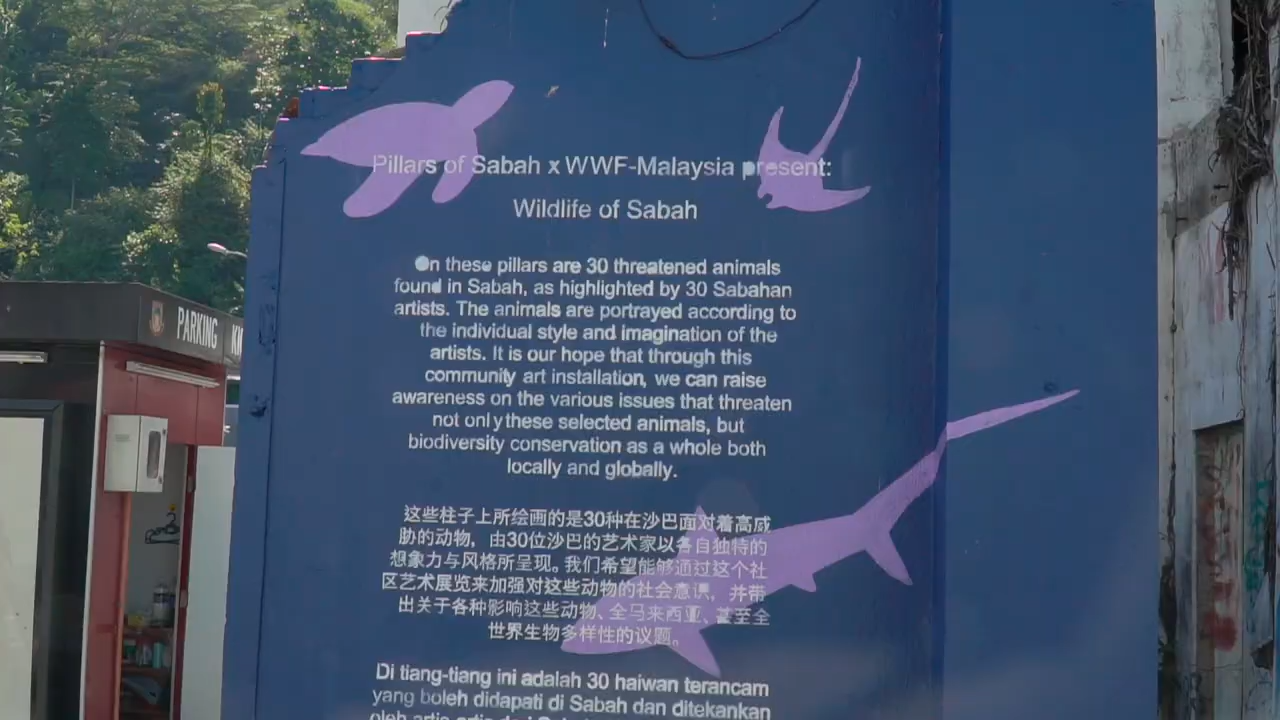 Pillars of Sabah x WWF-Malaysia present:
Wildlife of Sabah
On these pillars are 30 threatened animals
found in Sabah, as highlighted by 30 Sabahan
artists. The animals are portrayed according to
the individual style and imagination of the
artists. It is our hope that through this
community art installation, we can raise
awareness on the various issues that threaten
not only these selected animals, but
biodiversity conservation as a whole both
locally and globally.
这些柱子上所绘画的是30种在沙巴面对着高威
胁的动物，由30位沙巴的艺术家以各自独特的
想象力与风格所呈现。我们希望能够通过这个社
区艺术展览来加强对这些动物的社会意识，并带
出关于各种影响这些动物、全马来西亚、甚至全
世界生物多样性的议题。
Di tiang-tiang ini adalah 30 haiwan terancam
yang boleh didapati di Sabah dan ditekankan
PARKING